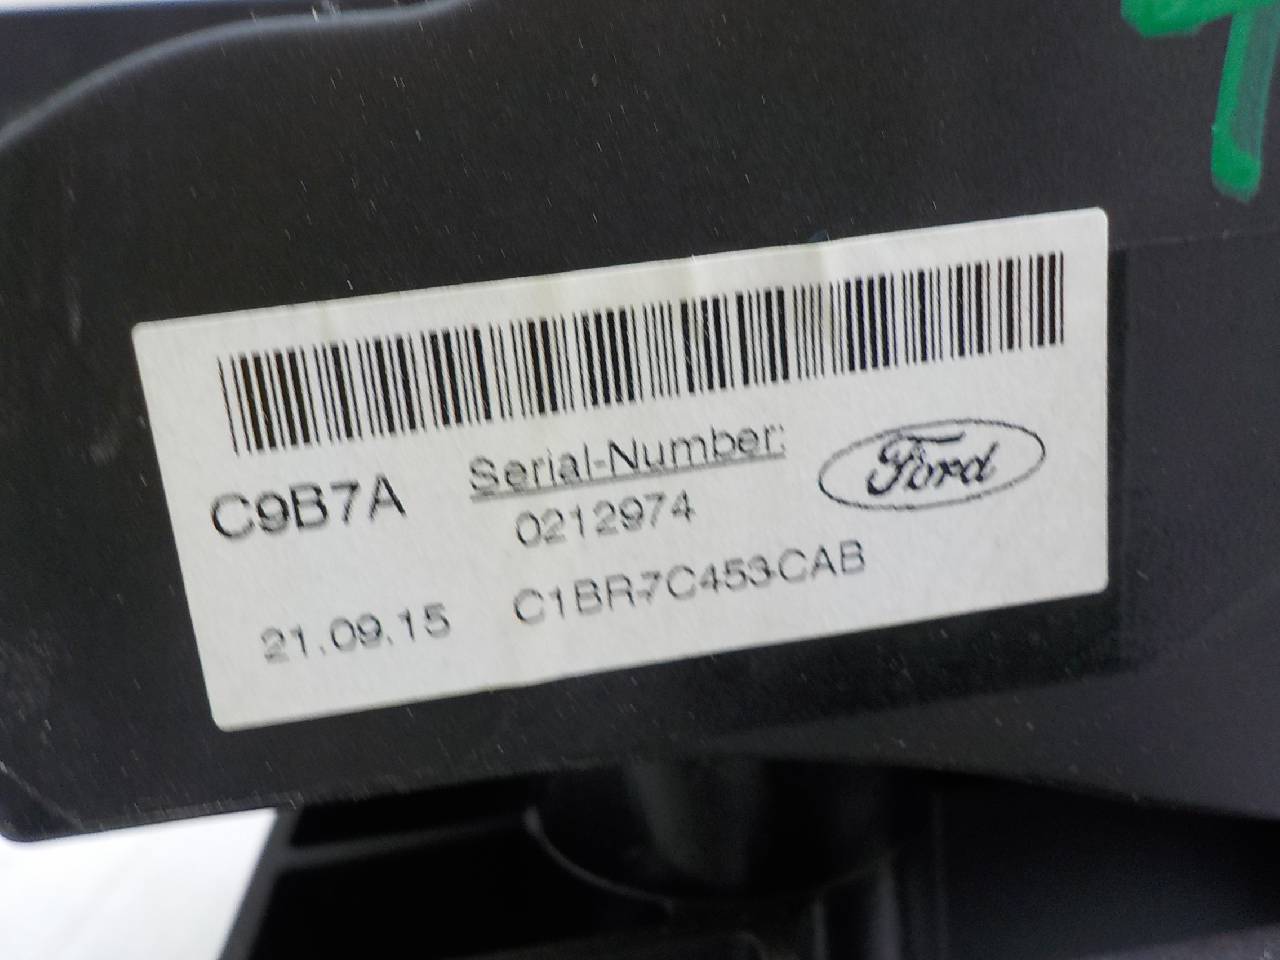 C9B7A
Serial-Number:
0212974
Ford
21.09.15
C1BR-7C453-CAB